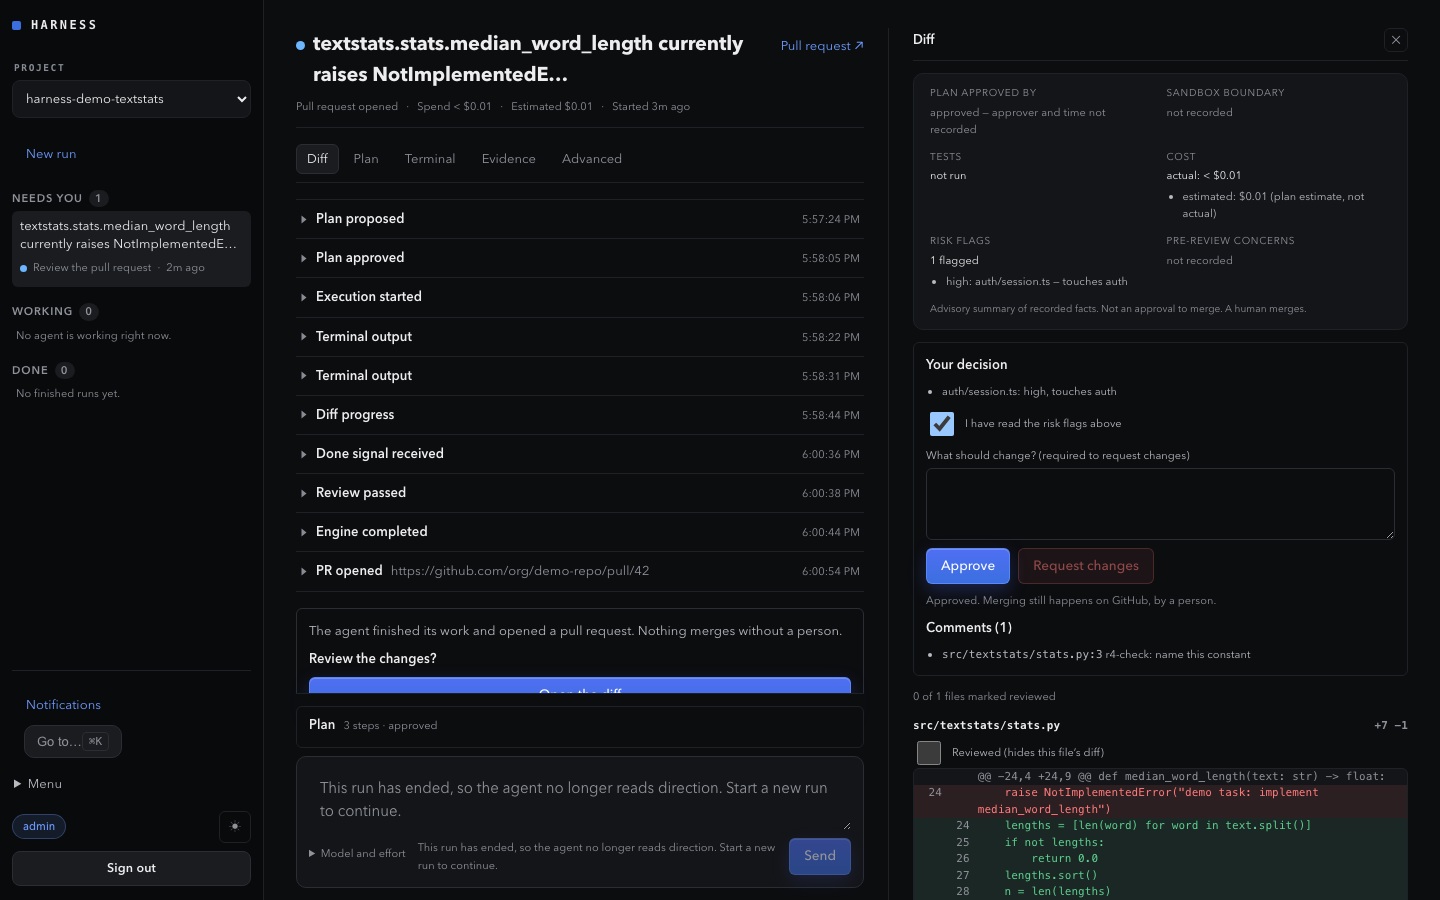 HARNESS
PROJECT
harness-demo-textstats
New run
NEEDS YOU 1
textstats.stats.median_word_length
currently raises NotImplementedE…
Review the pull request · 2m ago
WORKING 0
No agent is working right now.
DONE 0
No finished runs yet.
Notifications
Go to… ⌘K
Menu
admin
Sign out
textstats.stats.median_word_length currently
raises NotImplementedE…
Pull request ↗
Pull request opened · Spend < $0.01 · Estimated $0.01 · Started 3m ago
Diff Plan Terminal Evidence Advanced
Plan proposed 5:57:24 PM
Plan approved 5:58:05 PM
Execution started 5:58:06 PM
Terminal output 5:58:22 PM
Terminal output 5:58:31 PM
Diff progress 5:58:44 PM
Done signal received 6:00:36 PM
Review passed 6:00:38 PM
Engine completed 6:00:44 PM
PR opened https://github.com/org/demo-repo/pull/42 6:00:54 PM
The agent finished its work and opened a pull request. Nothing merges without a person.
Review the changes?
Open the diff
Plan 3 steps · approved
This run has ended, so the agent no longer reads direction. Start a new run
to continue.
Model and effort
This run has ended, so the agent no longer reads direction. Start a new
run to continue.
Send
Diff
PLAN APPROVED BY
approved — approver and time not
recorded
SANDBOX BOUNDARY
not recorded
TESTS
not run
COST
actual: < $0.01
• estimated: $0.01 (plan estimate, not
actual)
RISK FLAGS
1 flagged
• high: auth/session.ts — touches auth
PRE-REVIEW CONCERNS
not recorded
Advisory summary of recorded facts. Not an approval to merge. A human merges.
Your decision
• auth/session.ts: high, touches auth
I have read the risk flags above
What should change? (required to request changes)
Approve
Request changes
Approved. Merging still happens on GitHub, by a person.
Comments (1)
• src/textstats/stats.py:3 r4-check: name this constant
0 of 1 files marked reviewed
src/textstats/stats.py +7 −1
Reviewed (hides this file's diff)
@@ −24,4 +24,9 @@ def median_word_length(text: str) −> float:
24 raise NotImplementedError("demo task: implement
median_word_length")
24 lengths = [len(word) for word in text.split()]
25 if not lengths:
26 return 0.0
27 lengths.sort()
28 n = len(lengths)